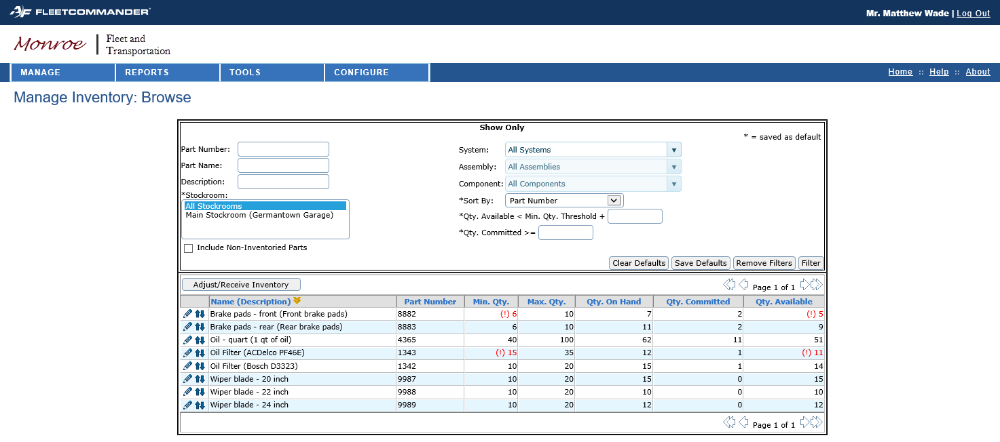 FLEETCOMMANDER
Mr. Matthew Wade | Log Out
Monroe Fleet and
Transportation
MANAGE REPORTS TOOLS CONFIGURE Home :: Help :: About
Manage Inventory: Browse
Show Only
* = saved as default
Part Number: System: All Systems
Part Name: Assembly: All Assemblies
Description: Component: All Components
*Stockroom: *Sort By: Part Number
All Stockrooms
Main Stockroom (Germantown Garage) *Qty. Available < Min. Qty. Threshold +
*Qty. Committed >=
Include Non-Inventoried Parts
Clear Defaults Save Defaults Remove Filters Filter
Adjust/Receive Inventory Page 1 of 1
Name (Description) Part Number Min. Qty. Max. Qty. Qty. On Hand Qty. Committed Qty. Available
Brake pads - front (Front brake pads) 8882 (!) 6 10 7 2 (!) 5
Brake pads - rear (Rear brake pads) 8883 6 10 11 2 9
Oil - quart (1 qt of oil) 4365 40 100 62 11 51
Oil Filter (ACDelco PF46E) 1343 (!) 15 35 12 1 (!) 11
Oil Filter (Bosch D3323) 1342 10 20 15 1 14
Wiper blade - 20 inch 9987 10 20 15 0 15
Wiper blade - 22 inch 9988 10 20 10 0 10
Wiper blade - 24 inch 9989 10 20 12 0 12
Page 1 of 1